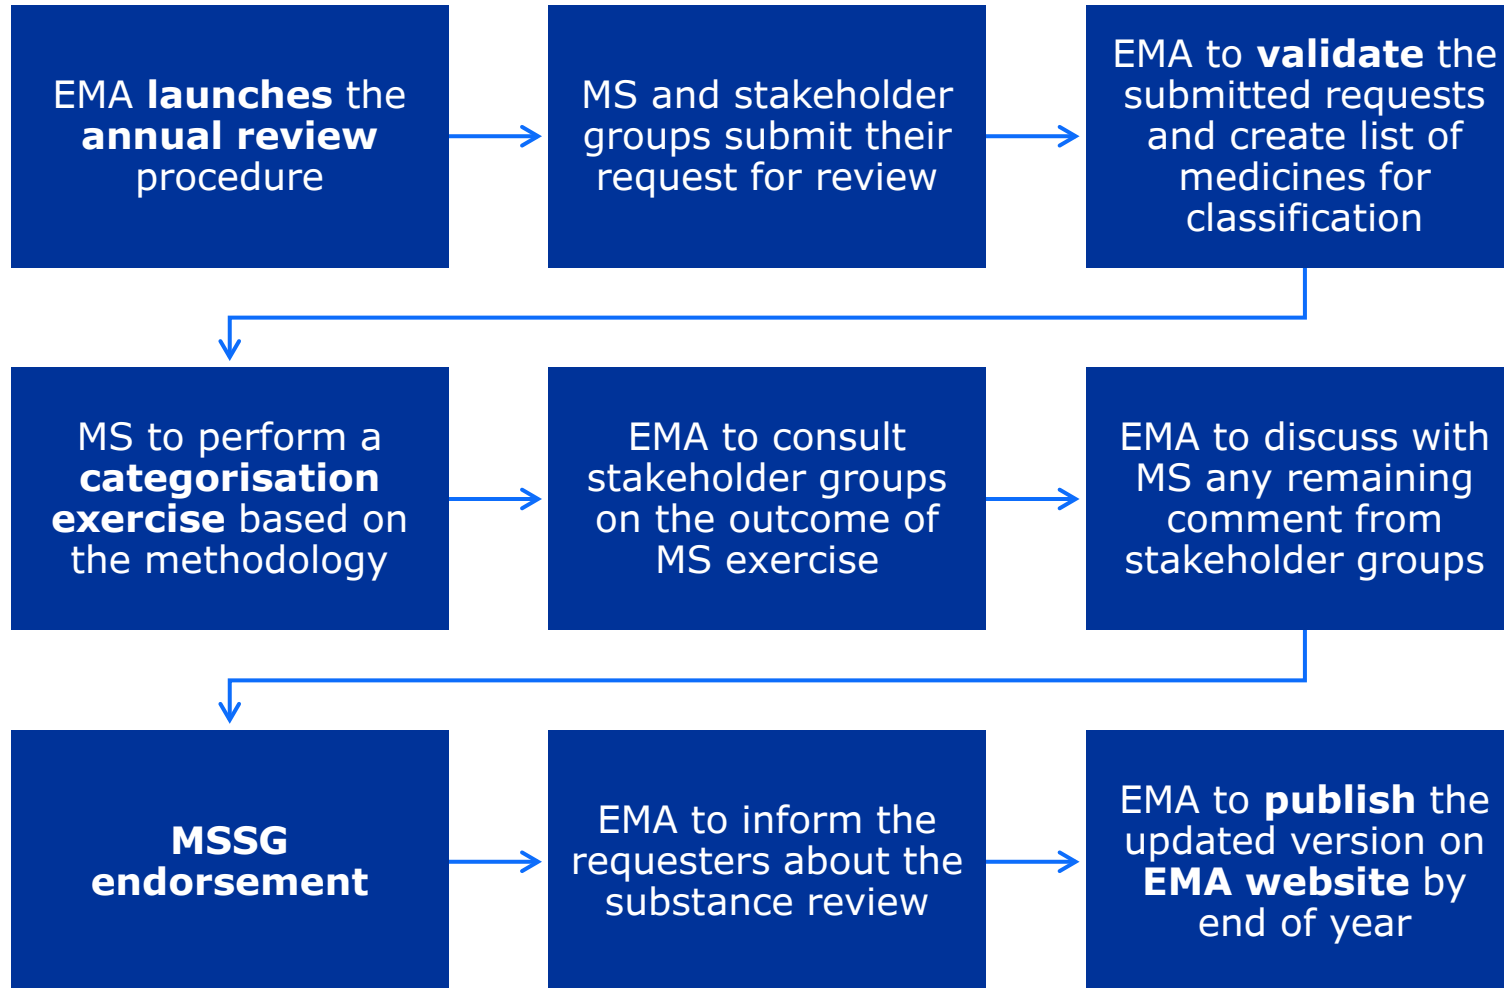 EMA launches the
annual review
procedure
MS and stakeholder
groups submit their
request for review
EMA to validate the
submitted requests
and create list of
medicines for
classification
MS to perform a
categorisation
exercise based on
the methodology
EMA to consult
stakeholder groups
on the outcome of
MS exercise
EMA to discuss with
MS any remaining
comment from
stakeholder groups
MSSG
endorsement
EMA to inform the
requesters about the
substance review
EMA to publish the
updated version on
EMA website by
end of year